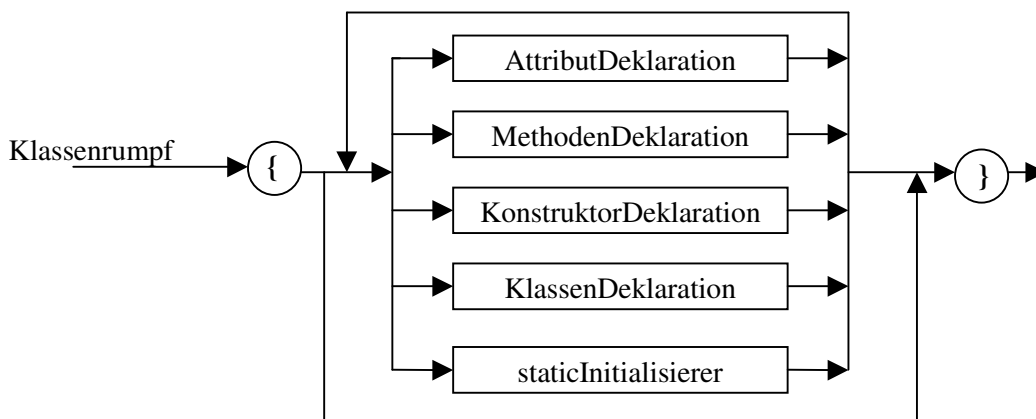 AttributDeklaration
MethodenDeklaration
Klassenrumpf
{
}
KonstruktorDeklaration
KlassenDeklaration
staticInitialisierer